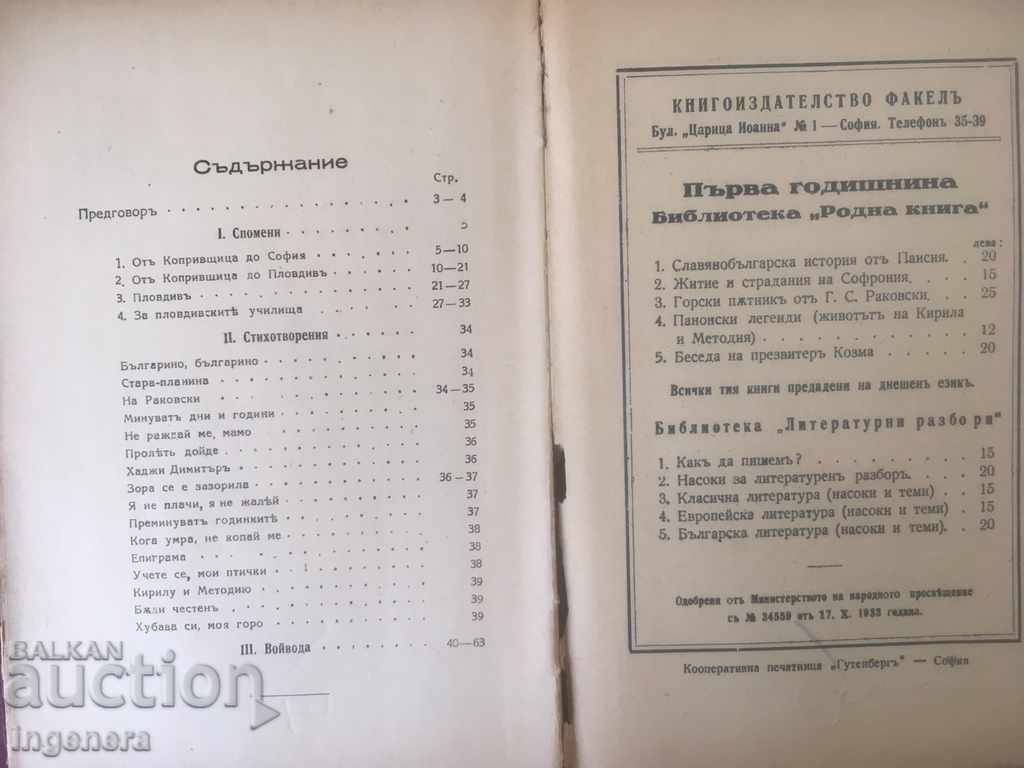 Съдържание
Стр.
Предговоръ 3—4
I. Спомени 5
1. Отъ Копривщица до София 5—10
2. Отъ Копривщица до Пловдивъ 10—21
3. Пловдивъ 21—27
4. За пловдивскитѣ училища 27—33
II. Стихотворения 34
Българино, българино 34
Стара-планина 34
На Раковски 34—35
Минуватъ дни и години 35
Не раждай ме, мамо 35
Пролѣть дойде 36
Хаджи Димитъръ 36
Зора се е зазорила 36—37
Я не плачи, я не жалѣй 37
Преминуватъ годинкитѣ 37
Кога умра, не копай ме 38
Епиграма 38
Учете се, мои птички 38
Кирилу и Методию 39
Бѫди честенъ 39
Хубава си, моя горо 39
III. Войвода 40—63
BALKAN
auction
ingenera
КНИГОИЗДАТЕЛСТВО ФАКЕЛЪ
Бул. „Царица Иоанна" № 1 — София. Телефонъ 35-39
Първа годишнина
Библиотека „Родна книга"
лева:
1. Славянобългарска история отъ Паисия. 20
2. Житие и страдания на Софрония. 15
3. Горски пѫтникъ отъ Г. С. Раковски. 25
4. Панонски легенди (животътъ на Кирила
и Методия) 12
5. Беседа на презвитеръ Козма 20
Всички тия книги предадени на днешенъ езикъ.
Библиотека „Литературни разбори"
1. Какъ да пишемъ? 15
2. Насоки за литературенъ разборъ. 20
3. Класична литература (насоки и теми) 15
4. Европейска литература (насоки и теми) 15
5. Българска литература (насоки и теми). 20
Одобрени отъ Министерството на народното просвѣщение
съ № 34559 отъ 17. X. 1933 година.
Кооперативна печатница „Гутенбергъ" — София